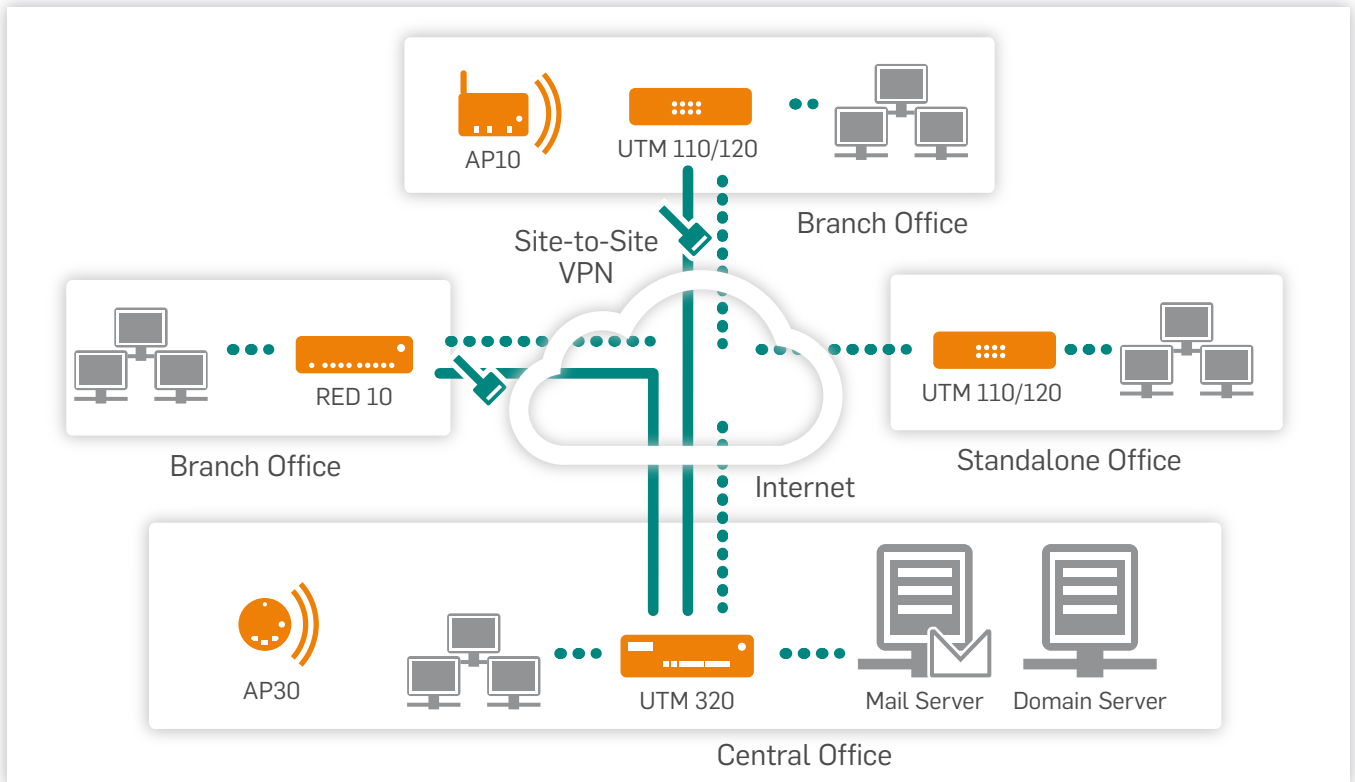 AP10
UTM 110/120
Branch Office
Site-to-Site
VPN
RED 10
Branch Office
UTM 110/120
Standalone Office
Internet
AP30
UTM 320
Mail Server
Domain Server
Central Office